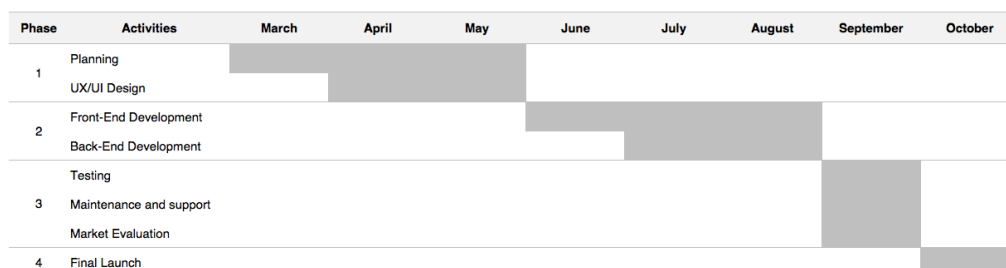 Phase Activities March April May June July August September October
1 Planning
UX/UI Design
2 Front-End Development
Back-End Development
3 Testing
Maintenance and support
Market Evaluation
4 Final Launch